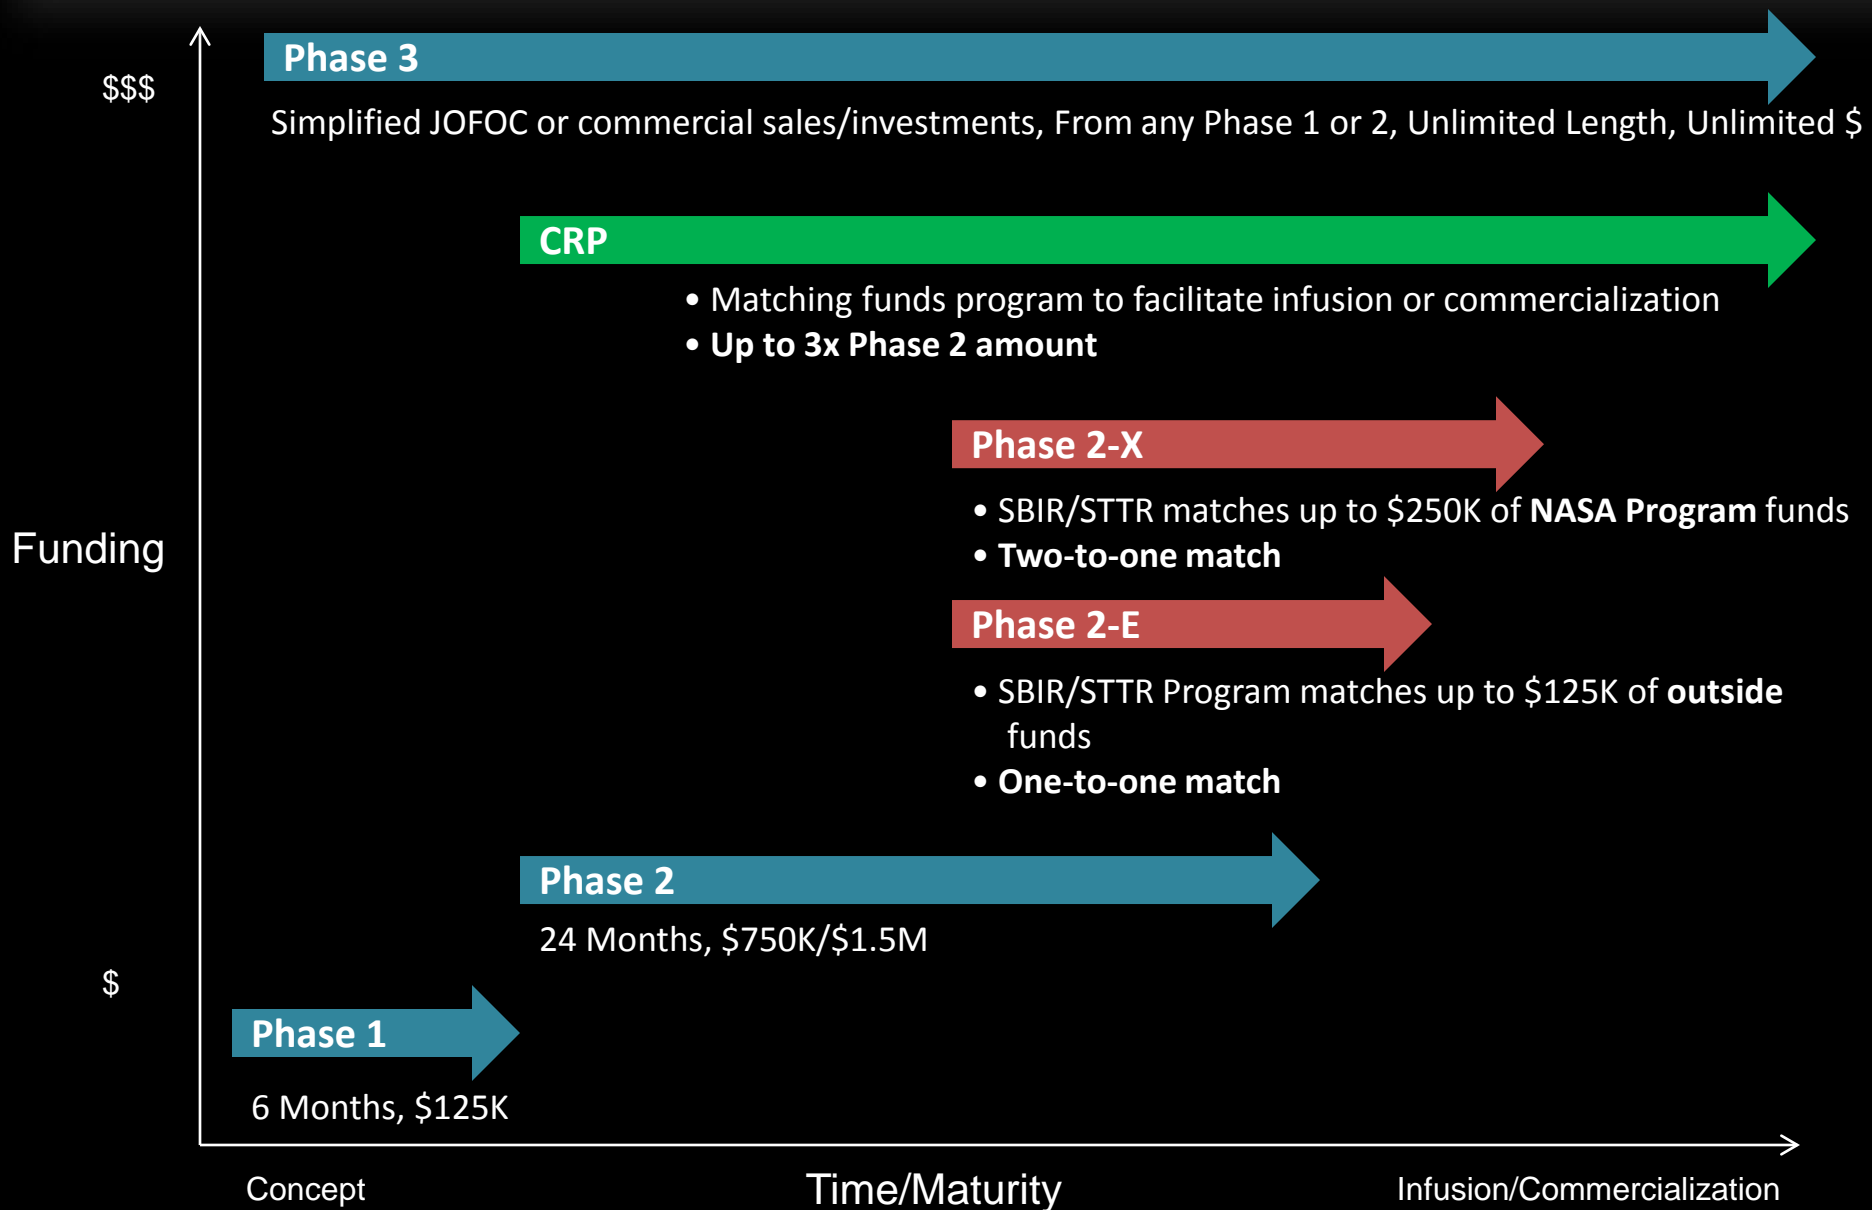 Phase 3
$$$
Simplified JOFOC or commercial sales/investments, From any Phase 1 or 2, Unlimited Length, Unlimited $
CRP
• Matching funds program to facilitate infusion or commercialization
• Up to 3x Phase 2 amount
Phase 2-X
• SBIR/STTR matches up to $250K of NASA Program funds
• Two-to-one match
Funding
Phase 2-E
• SBIR/STTR Program matches up to $125K of outside
funds
• One-to-one match
Phase 2
24 Months, $750K/$1.5M
$
Phase 1
6 Months, $125K
Concept
Time/Maturity
Infusion/Commercialization